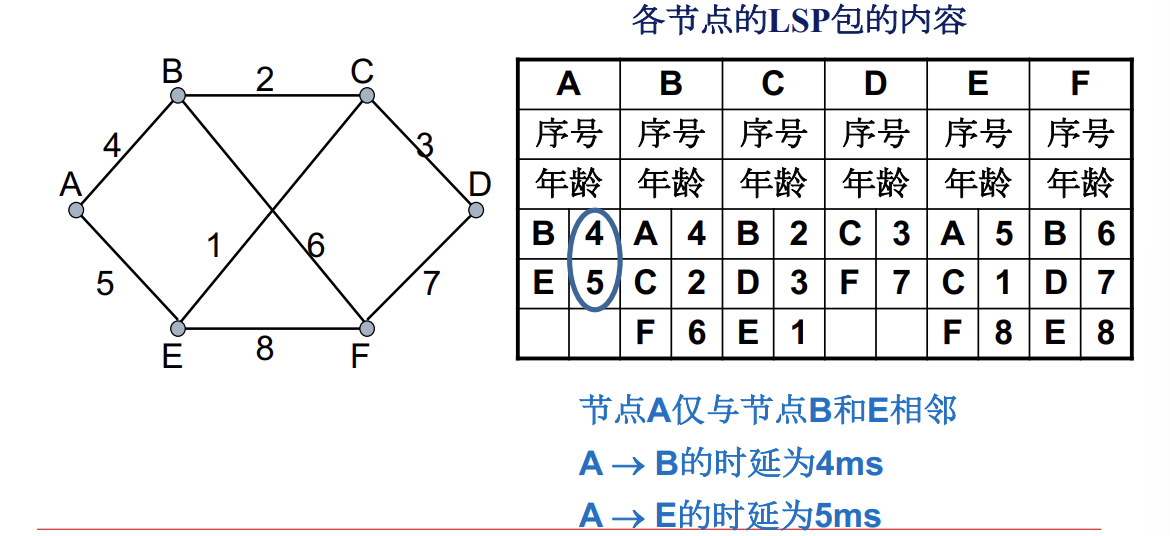 各节点的LSP包的内容
B 2 C
4 3
A D
1 6
5 7
E 8 F
A B C D E F
序号 序号 序号 序号 序号 序号
年龄 年龄 年龄 年龄 年龄 年龄
B 4 A 4 B 2 C 3 A 5 B 6
E 5 C 2 D 3 F 7 C 1 D 7
F 6 E 1 F 8 E 8
节点A仅与节点B和E相邻
A → B的时延为4ms
A → E的时延为5ms